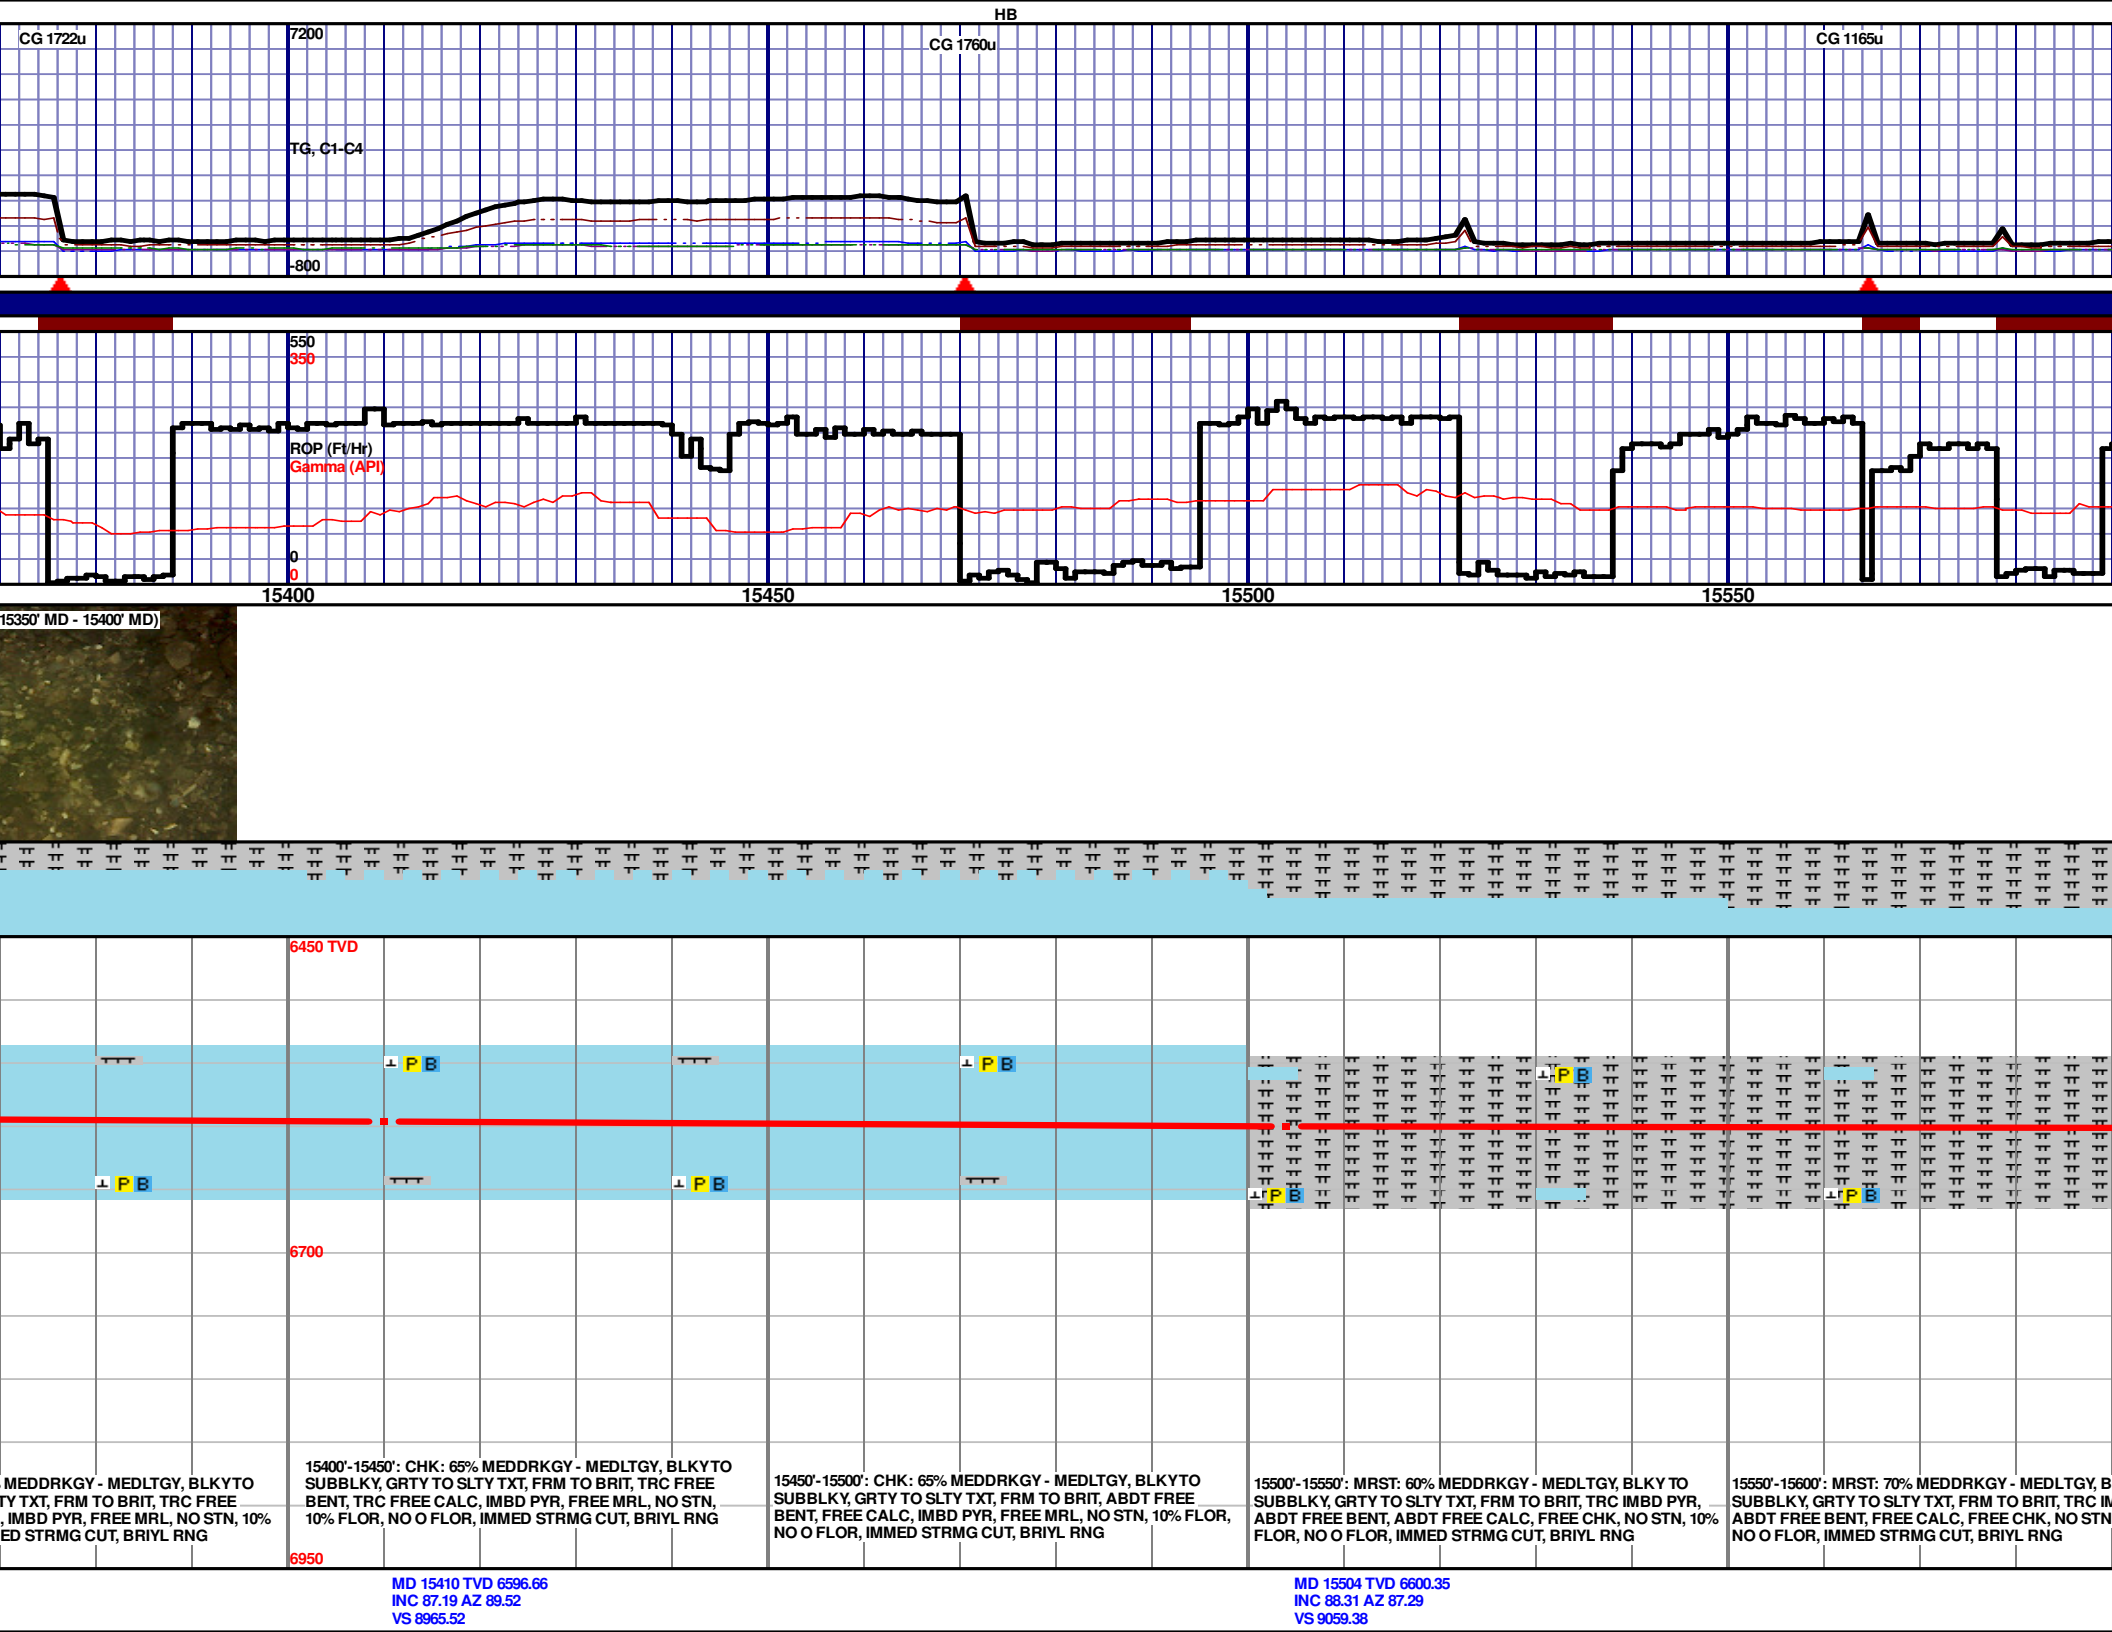 HB
CG 1722u
7200
CG 1760u
CG 1165u
TG, C1-C4
-800
550
350
ROP (Ft/Hr)
Gamma (API)
0
0
15400
15450
15500
15550
15350' MD - 15400' MD)
6450 TVD
P B
P B
P B
P B
P B
P B
P B
6700
MEDDRKGY - MEDLTGY, BLKY TO
TY TXT, FRM TO BRIT, TRC FREE
, IMBD PYR, FREE MRL, NO STN, 10%
ED STRMG CUT, BRIYL RNG
15400'-15450': CHK: 65% MEDDRKGY - MEDLTGY, BLKY TO
SUBBLKY, GRTY TO SLTY TXT, FRM TO BRIT, TRC FREE
BENT, TRC FREE CALC, IMBD PYR, FREE MRL, NO STN,
10% FLOR, NO O FLOR, IMMED STRMG CUT, BRIYL RNG
15450'-15500': CHK: 65% MEDDRKGY - MEDLTGY, BLKY TO
SUBBLKY, GRTY TO SLTY TXT, FRM TO BRIT, ABDT FREE
BENT, FREE CALC, IMBD PYR, FREE MRL, NO STN, 10% FLOR,
NO O FLOR, IMMED STRMG CUT, BRIYL RNG
15500'-15550': MRST: 60% MEDDRKGY - MEDLTGY, BLKY TO
SUBBLKY, GRTY TO SLTY TXT, FRM TO BRIT, TRC IMBD PYR,
ABDT FREE BENT, ABDT FREE CALC, FREE CHK, NO STN, 10%
FLOR, NO O FLOR, IMMED STRMG CUT, BRIYL RNG
15550'-15600': MRST: 70% MEDDRKGY - MEDLTGY, B
SUBBLKY, GRTY TO SLTY TXT, FRM TO BRIT, TRC IM
ABDT FREE BENT, FREE CALC, FREE CHK, NO STN
NO O FLOR, IMMED STRMG CUT, BRIYL RNG
6950
MD 15410 TVD 6596.66
INC 87.19 AZ 89.52
VS 8965.52
MD 15504 TVD 6600.35
INC 88.31 AZ 87.29
VS 9059.38